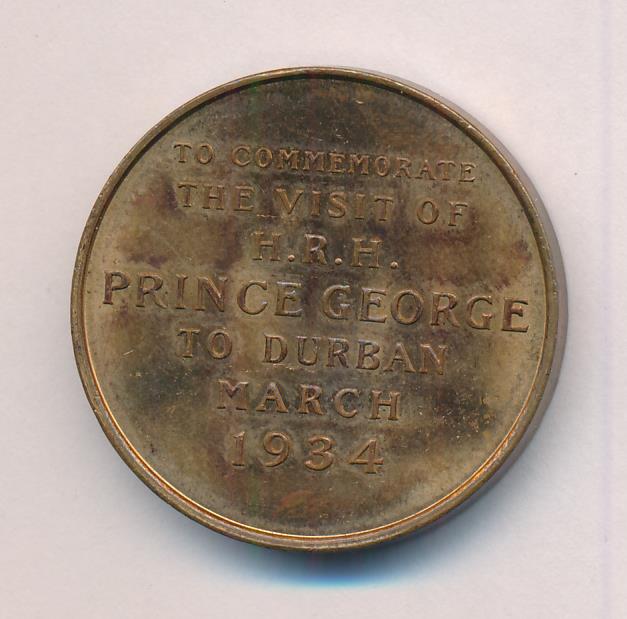 TO COMMEMORATE
THE VISIT OF
H.R.H.
PRINCE GEORGE
TO DURBAN
MARCH
1934